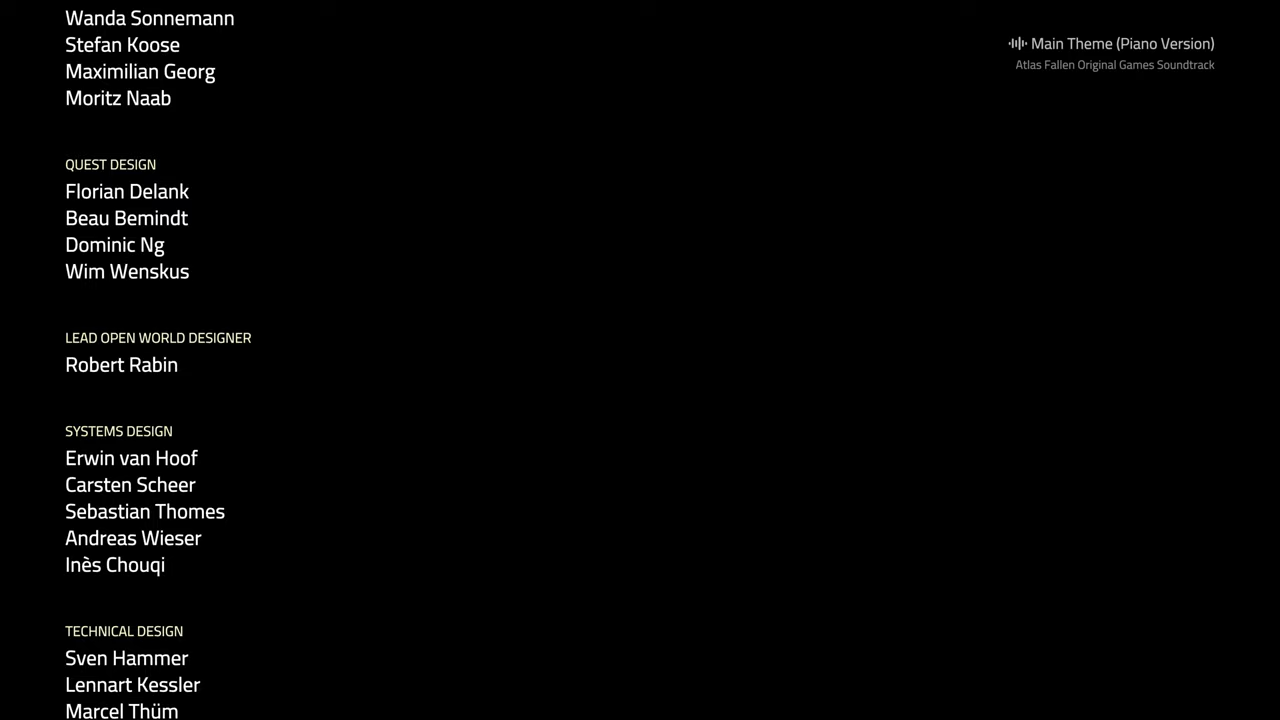 Wanda Sonnemann
Stefan Koose
Maximilian Georg
Moritz Naab
QUEST DESIGN
Florian Delank
Beau Bemindt
Dominic Ng
Wim Wenskus
LEAD OPEN WORLD DESIGNER
Robert Rabin
SYSTEMS DESIGN
Erwin van Hoof
Carsten Scheer
Sebastian Thomes
Andreas Wieser
Inès Chouqi
TECHNICAL DESIGN
Sven Hammer
Lennart Kessler
Marcel Thüm
Main Theme (Piano Version)
Atlas Fallen Original Games Soundtrack